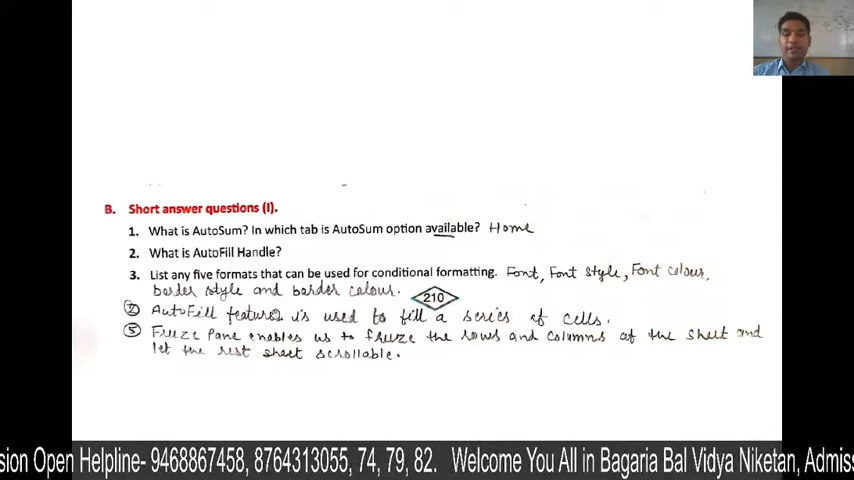 B. Short answer questions (I).
1. What is AutoSum? In which tab is AutoSum option available? Home
2. What is AutoFill Handle?
3. List any five formats that can be used for conditional formatting. Font, Font Style, Font colour,
border style and border colour.
210
② AutoFill feature is used to fill a series of cells.
⑤ Freeze Pane enables us to freeze the rows and columns of the sheet and
let the rest sheet scrollable.
sion Open Helpline- 9468867458, 8764313055, 74, 79, 82. Welcome You All in Bagaria Bal Vidya Niketan, Admiss